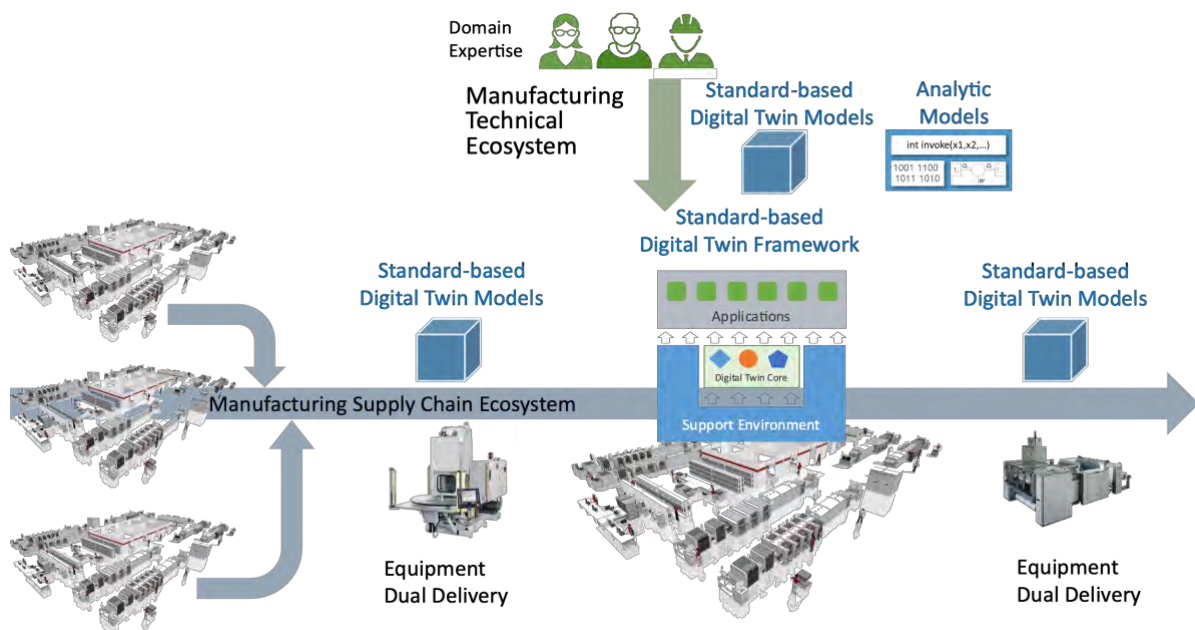 Domain
Expertise
Manufacturing
Technical
Ecosystem
Standard-based
Digital Twin Models
Analytic
Models
int invoke(x1,x2,...)
1001 1100
1011 1010
Standard-based
Digital Twin Framework
Standard-based
Digital Twin Models
Applications
Digital Twin Core
Support Environment
Standard-based
Digital Twin Models
Manufacturing Supply Chain Ecosystem
Equipment
Dual Delivery
Equipment
Dual Delivery